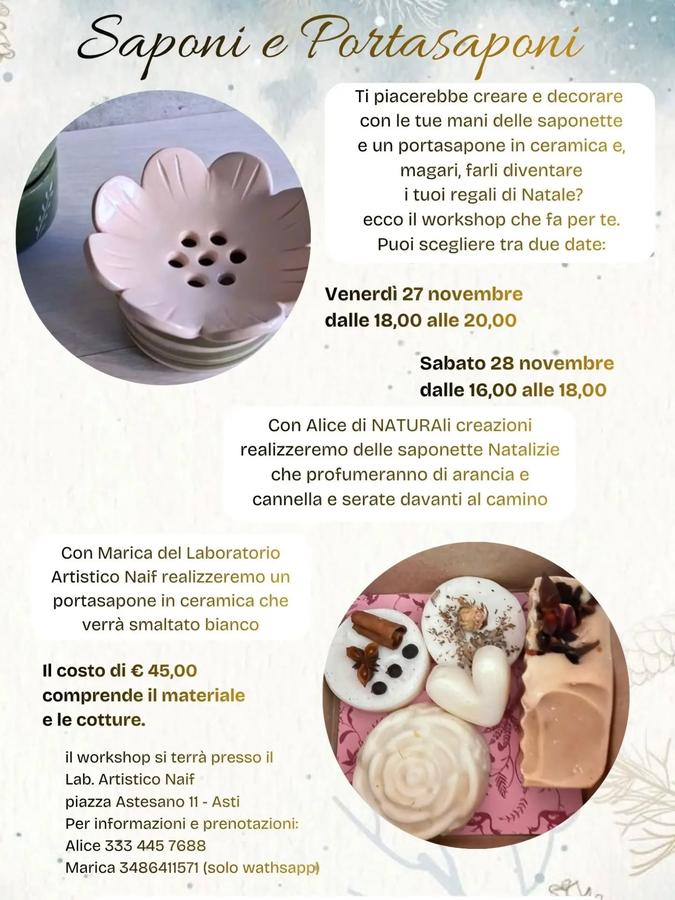 Saponi e Portasaponi
Ti piacerebbe creare e decorare
con le tue mani delle saponette
e un portasapone in ceramica e,
magari, farli diventare
i tuoi regali di Natale?
ecco il workshop che fa per te.
Puoi scegliere tra due date:
Venerdì 27 novembre
dalle 18,00 alle 20,00
Sabato 28 novembre
dalle 16,00 alle 18,00
Con Alice di NATURAli creazioni
realizzeremo delle saponette Natalizie
che profumeranno di arancia e
cannella e serate davanti al camino
Con Marica del Laboratorio
Artistico Naif realizzeremo un
portasapone in ceramica che
verrà smaltato bianco
Il costo di € 45,00
comprende il materiale
e le cotture.
il workshop si terrà presso il
Lab. Artistico Naif
piazza Astesano 11 - Asti
Per informazioni e prenotazioni:
Alice 333 445 7688
Marica 3486411571 (solo wathsapp)